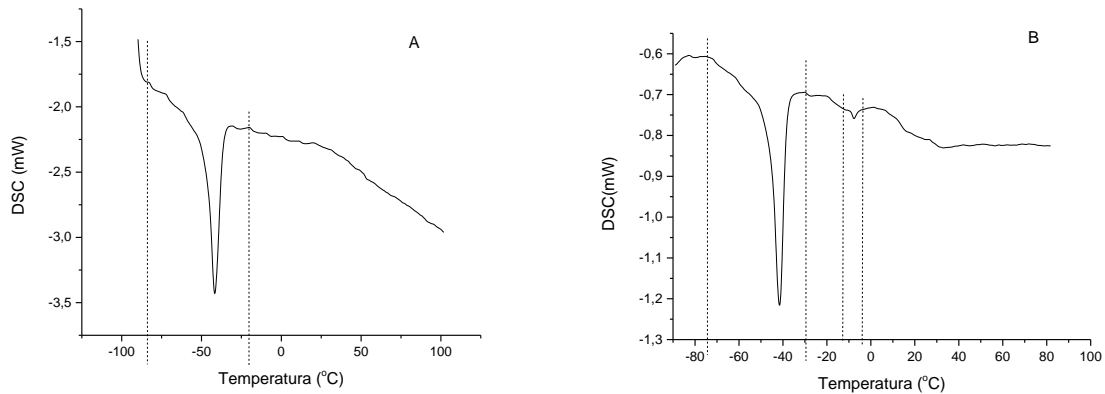 A
-1,5
-2,0
-2,5
-3,0
-3,5
DSC (mW)
-100 -50 0 50 100
Temperatura (°C)
B
-0,6
-0,7
-0,8
-0,9
-1,0
-1,1
-1,2
-1,3
DSC(mW)
-80 -60 -40 -20 0 20 40 60 80 100
Temperatura (°C)